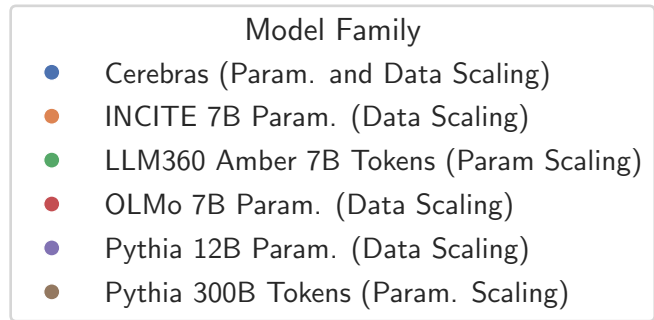 Model Family
Cerebras (Param. and Data Scaling)
INCITE 7B Param. (Data Scaling)
LLM360 Amber 7B Tokens (Param Scaling)
OLMo 7B Param. (Data Scaling)
Pythia 12B Param. (Data Scaling)
Pythia 300B Tokens (Param. Scaling)